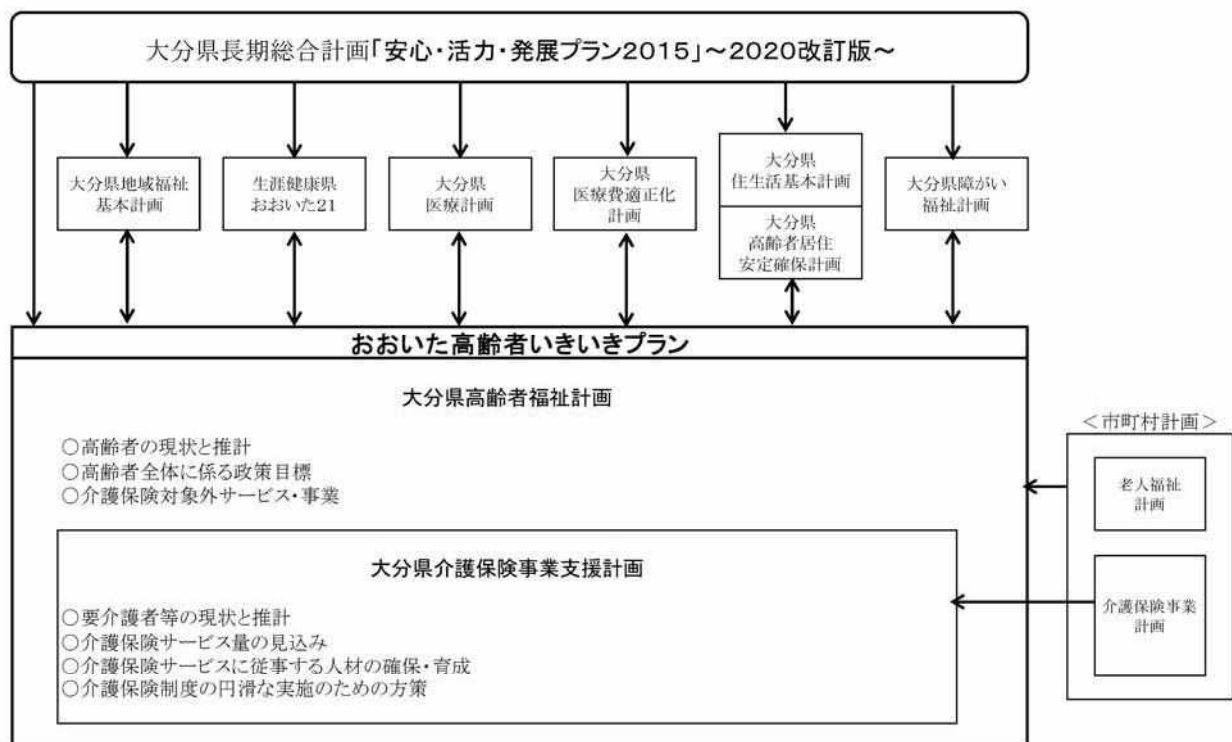 大分県長期総合計画「安心・活力・発展プラン2015」～2020改訂版～
大分県地域福祉
基本計画
生涯健康県
おおいた21
大分県
医療計画
大分県
医療費適正化
計画
大分県
住生活基本計画
大分県
高齢者居住
安定確保計画
大分県障がい
福祉計画
おおいた高齢者いきいきプラン
大分県高齢者福祉計画
○高齢者の現状と推計
○高齢者全体に係る政策目標
○介護保険対象外サービス・事業
大分県介護保険事業支援計画
○要介護者等の現状と推計
○介護保険サービス量の見込み
○介護保険サービスに従事する人材の確保・育成
○介護保険制度の円滑な実施のための方策
＜市町村計画＞
老人福祉
計画
介護保険事業
計画